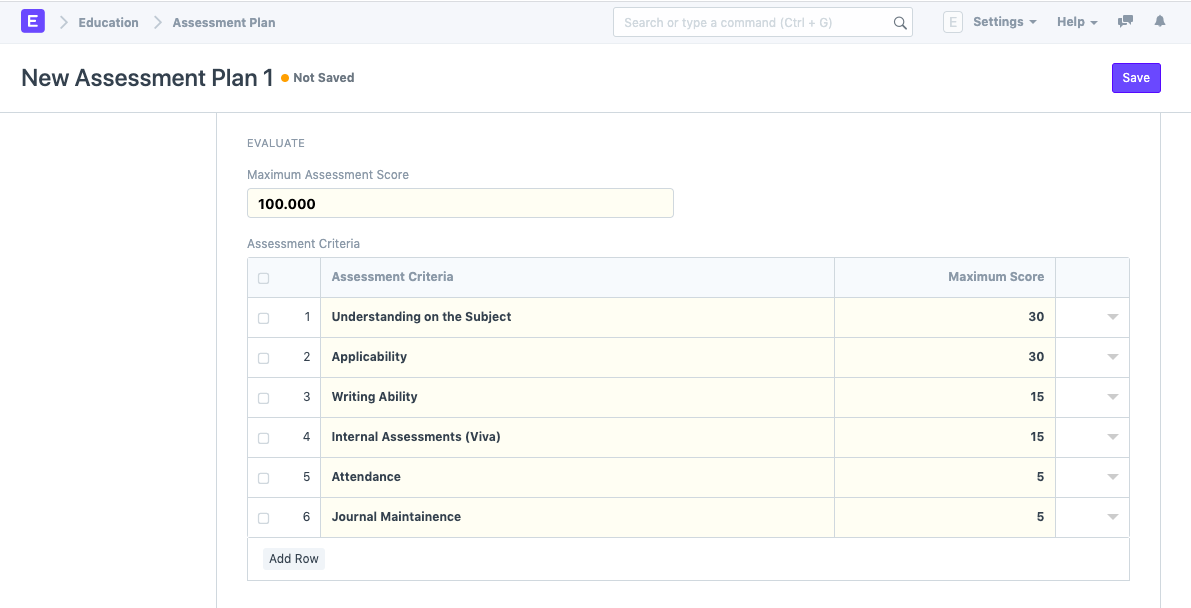 E Education Assessment Plan Search or type a command (Ctrl + G) E Settings Help
New Assessment Plan 1 Not Saved Save
EVALUATE
Maximum Assessment Score
100.000
Assessment Criteria
Assessment Criteria Maximum Score
1 Understanding on the Subject 30
2 Applicability 30
3 Writing Ability 15
4 Internal Assessments (Viva) 15
5 Attendance 5
6 Journal Maintainence 5
Add Row